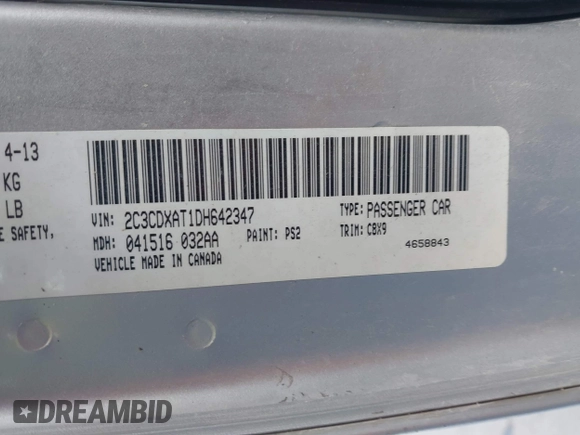 4-13
KG
LB
E SAFETY,
VIN: 2C3CDXAT1DH642347
TYPE: PASSENGER CAR
MDH: 041516 032AA
PAINT: PS2
TRIM: C8X9
VEHICLE MADE IN CANADA
4658843
DREAMBID